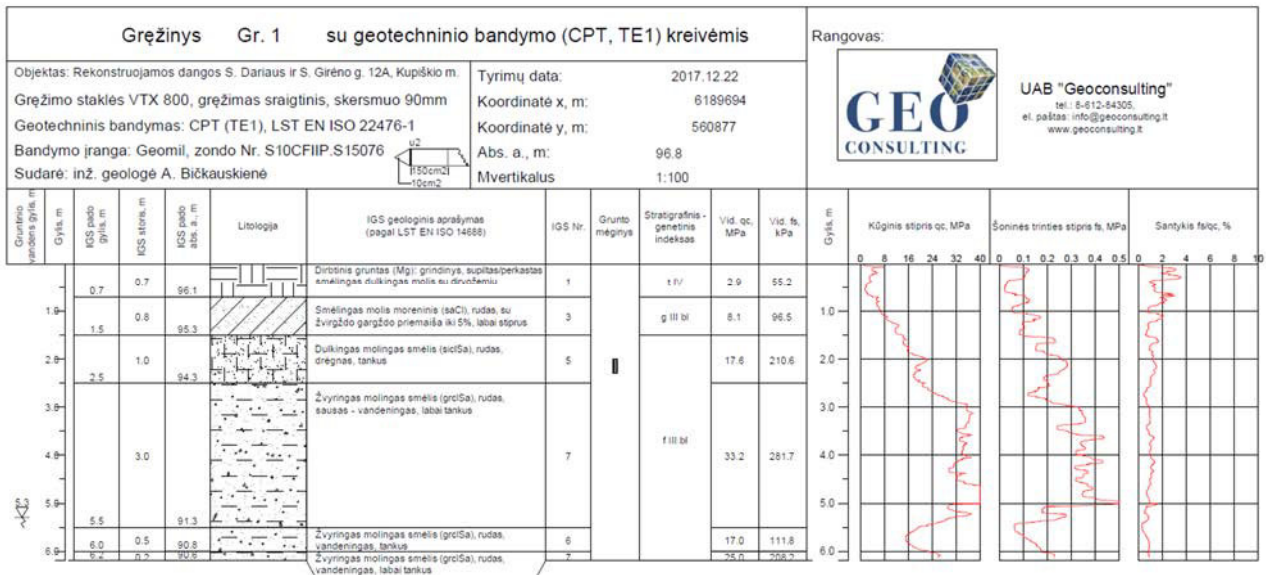 Gręžinys Gr. 1 su geotechninio bandymo (CPT, TE1) kreivėmis
Rangovas:
Objektas: Rekonstruojamos dangos S. Dariaus ir S. Girėno g. 12A, Kupiškio m.
Gręžimo staklės VTX 800, gręžimas sraigtinis, skersmuo 90mm
Geotechninis bandymas: CPT (TE1), LST EN ISO 22476-1
Bandymo įranga: Geomil, zondo Nr. S10CFIIP.S15076
Sudarė: inž. geologė A. Bičkauskienė
u2
150cm2
10cm2
Tyrimų data: 2017.12.22
Koordinatė x, m: 6189694
Koordinatė y, m: 560877
Abs. a., m: 96.8
Mvertikalus 1:100
GEO
CONSULTING
UAB "Geoconsulting"
tel.: 8-612-84305,
el. paštas: info@geoconsulting.lt
www.geoconsulting.lt
Gruntinio vandens gylis, m
Gylis, m
IGS pado gylis, m
IGS storis, m
IGS pado abs. a., m
Litologija
IGS geologinis aprašymas
(pagal LST EN ISO 14688)
IGS Nr.
Grunto mėginys
Stratigrafinis - genetinis indeksas
Vid. qc, MPa
Vid. fs, kPa
Gylis, m
Kūginis stipris qc, MPa
Šoninės trinties stipris fs, MPa
Santykis fs/qc, %
0 8 16 24 32 40
0 0.1 0.2 0.3 0.4 0.5
0 2 4 6 8 10
0.7 0.7 96.1
Dirbtinis gruntas (Mg): grindinys, supiltas/perkastas
smėlingas dulkingas molis su dirvožemiu
1 t IV 2.9 55.2
1.0
1.5 0.8 95.3
Smėlingas molis moreninis (saCl), rudas, su
žvirgždo gargždo priemaiša iki 5%, labai stiprus
3 g III bl 8.1 96.5
1.0
2.0
2.5 1.0 94.3
Dulkingas molingas smėlis (siclSa), rudas,
drėgnas, tankus
5 17.6 210.6
2.0
3.0
4.0
5.0
5.3
5.5 3.0 91.3
Žvyringas molingas smėlis (grclSa), rudas,
sausas - vandeningas, labai tankus
7 f III bl 33.2 281.7
3.0
4.0
5.0
6.0 0.5 90.8
Žvyringas molingas smėlis (grclSa), rudas,
vandeningas, tankus
6 17.0 111.8
6.0
6.2 0.2 90.6
Žvyringas molingas smėlis (grclSa), rudas,
vandeningas, labai tankus
7 25.0 208.2
6.0